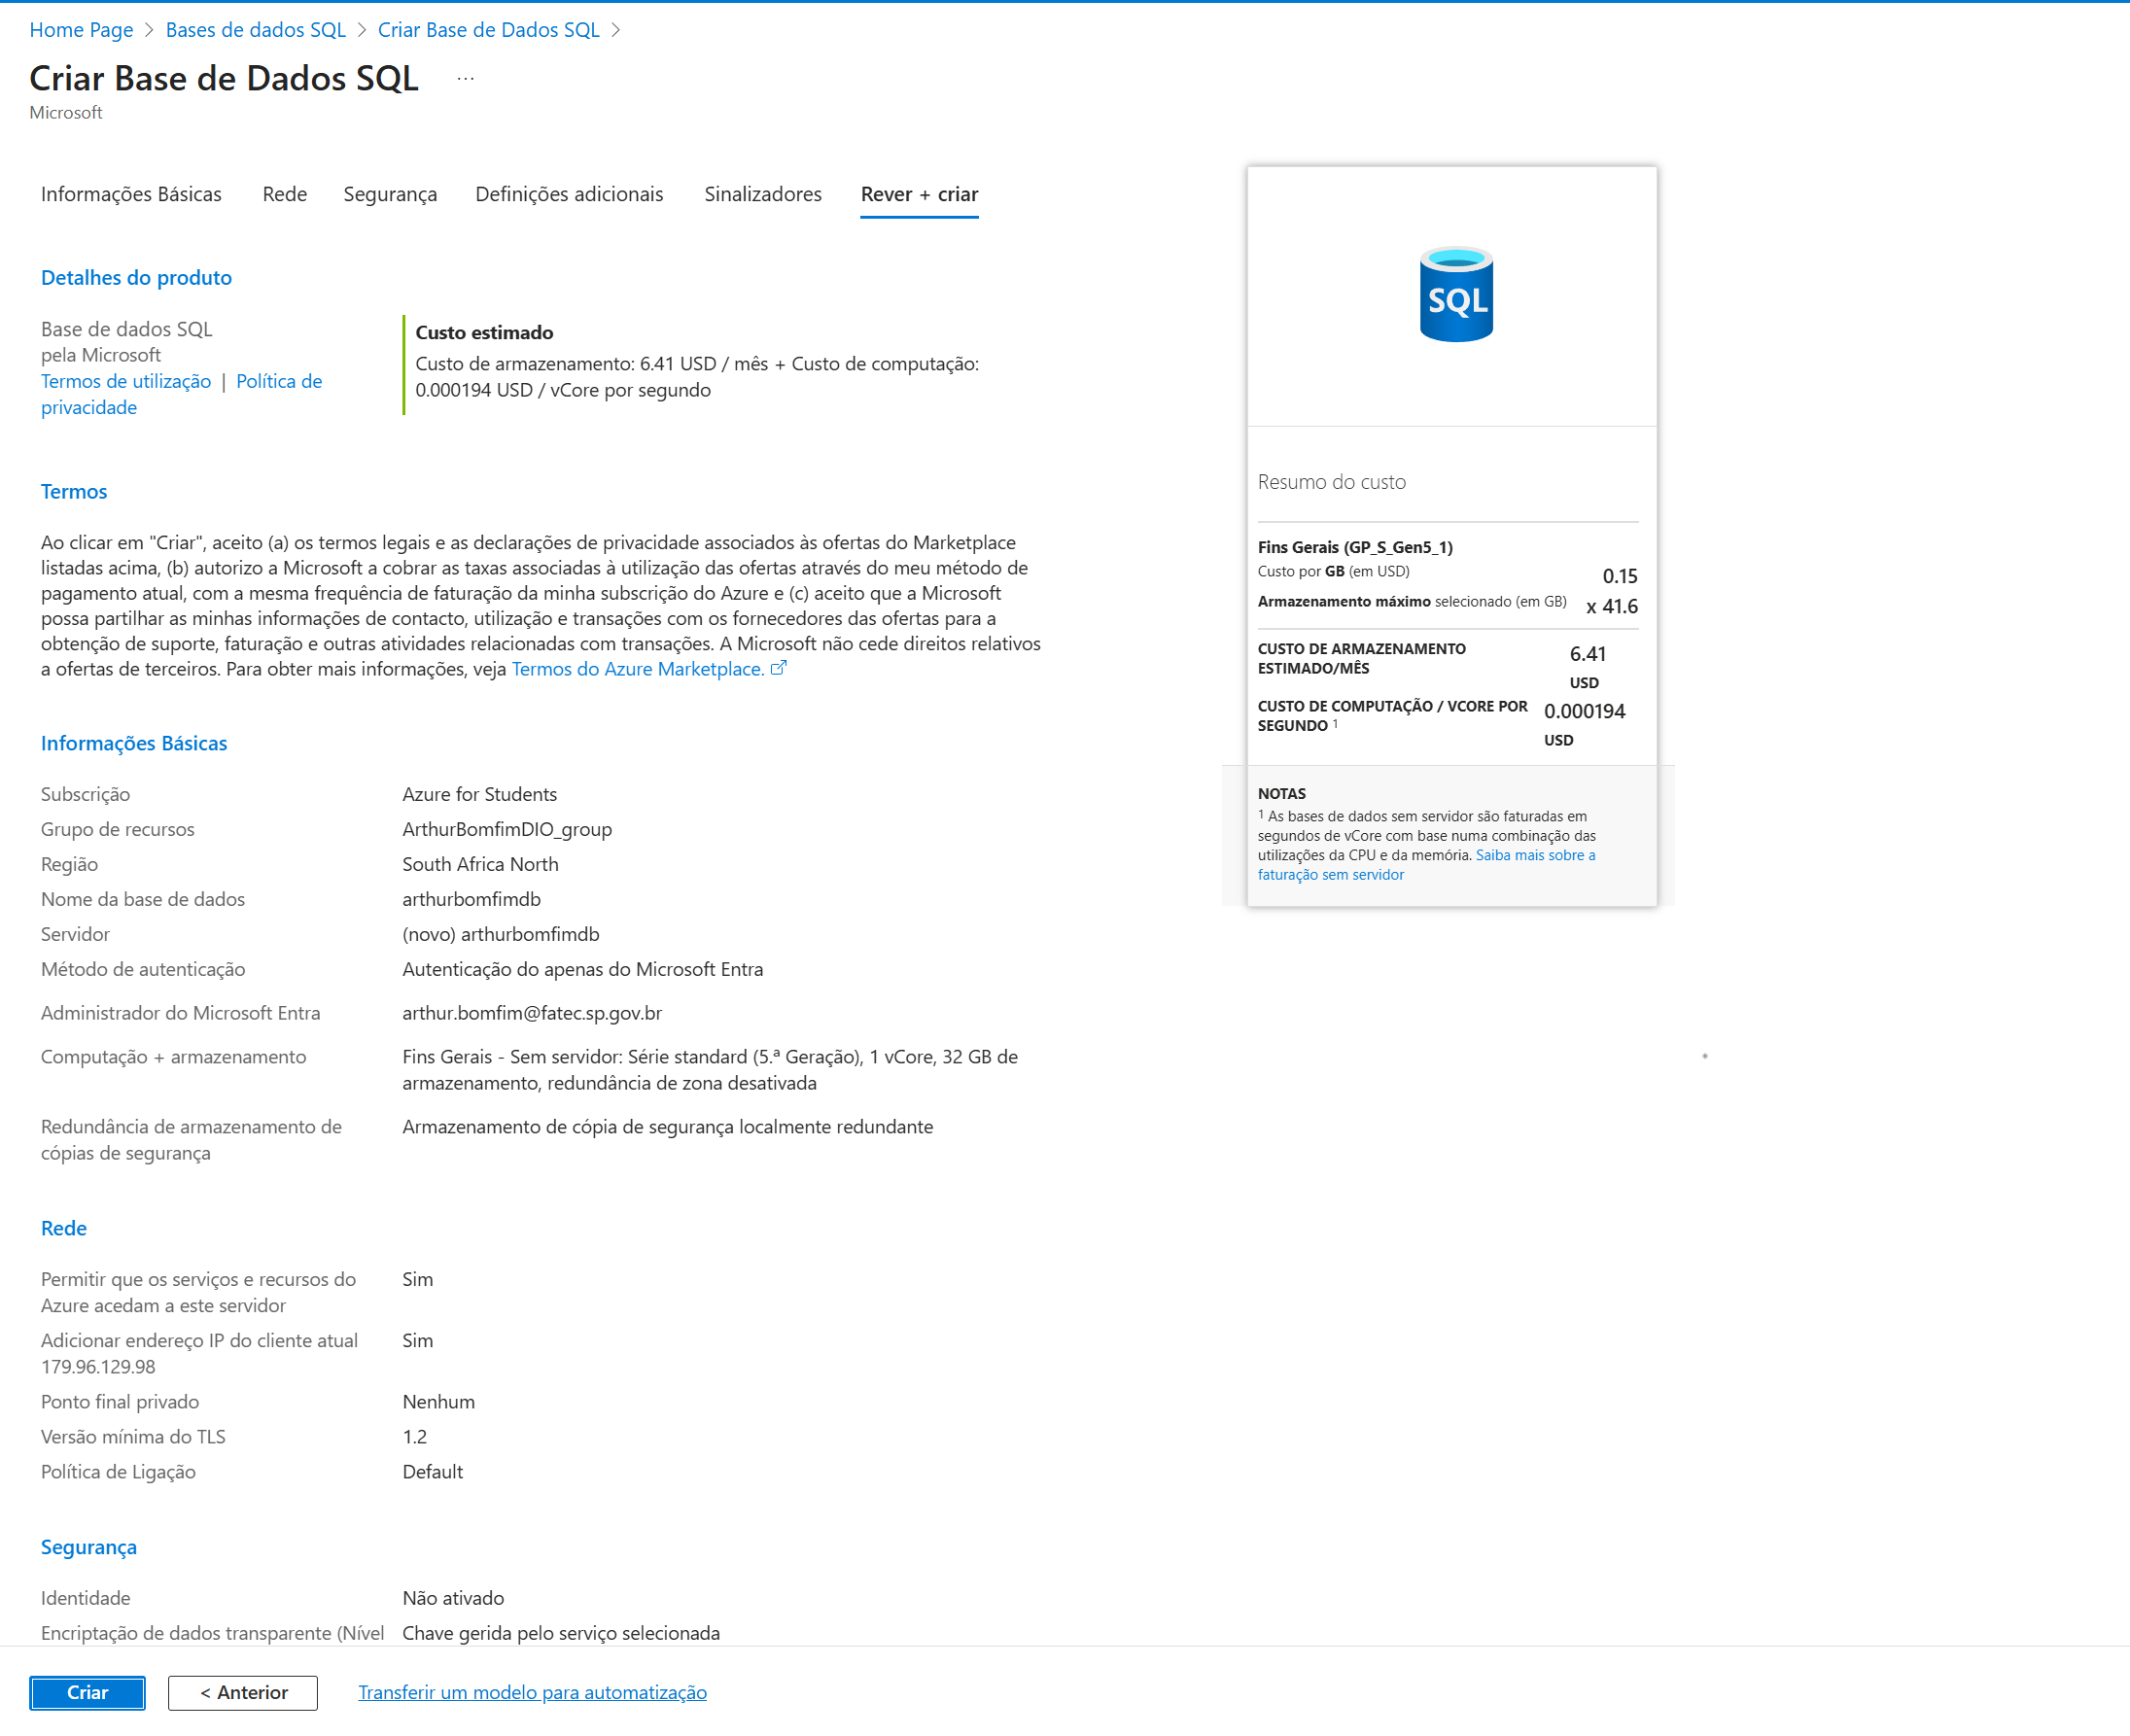 Home Page > Bases de dados SQL > Criar Base de Dados SQL >
Criar Base de Dados SQL ...
Microsoft
Informações Básicas Rede Segurança Definições adicionais Sinalizadores Rever + criar
Detalhes do produto
Base de dados SQL
pela Microsoft
Termos de utilização | Política de
privacidade
Custo estimado
Custo de armazenamento: 6.41 USD / mês + Custo de computação:
0.000194 USD / vCore por segundo
Termos
Ao clicar em "Criar", aceito (a) os termos legais e as declarações de privacidade associados às ofertas do Marketplace
listadas acima, (b) autorizo a Microsoft a cobrar as taxas associadas à utilização das ofertas através do meu método de
pagamento atual, com a mesma frequência de faturação da minha subscrição do Azure e (c) aceito que a Microsoft
possa partilhar as minhas informações de contacto, utilização e transações com os fornecedores das ofertas para a
obtenção de suporte, faturação e outras atividades relacionadas com transações. A Microsoft não cede direitos relativos
a ofertas de terceiros. Para obter mais informações, veja Termos do Azure Marketplace.
Informações Básicas
Subscrição Azure for Students
Grupo de recursos ArthurBomfimDIO_group
Região South Africa North
Nome da base de dados arthurbomfimdb
Servidor (novo) arthurbomfimdb
Método de autenticação Autenticação do apenas do Microsoft Entra
Administrador do Microsoft Entra arthur.bomfim@fatec.sp.gov.br
Computação + armazenamento Fins Gerais - Sem servidor: Série standard (5.ª Geração), 1 vCore, 32 GB de
armazenamento, redundância de zona desativada
Redundância de armazenamento de Armazenamento de cópia de segurança localmente redundante
cópias de segurança
Rede
Permitir que os serviços e recursos do Sim
Azure acedam a este servidor
Adicionar endereço IP do cliente atual Sim
179.96.129.98
Ponto final privado Nenhum
Versão mínima do TLS 1.2
Política de Ligação Default
Segurança
Identidade Não ativado
Encriptação de dados transparente (Nível Chave gerida pelo serviço selecionada
Criar < Anterior Transferir um modelo para automatização
SQL
Resumo do custo
Fins Gerais (GP_S_Gen5_1)
Custo por GB (em USD) 0.15
Armazenamento máximo selecionado (em GB) x 41.6
CUSTO DE ARMAZENAMENTO 6.41
ESTIMADO/MÊS USD
CUSTO DE COMPUTAÇÃO / VCORE POR 0.000194
SEGUNDO 1 USD
NOTAS
1 As bases de dados sem servidor são faturadas em
segundos de vCore com base numa combinação das
utilizações da CPU e da memória. Saiba mais sobre a
faturação sem servidor